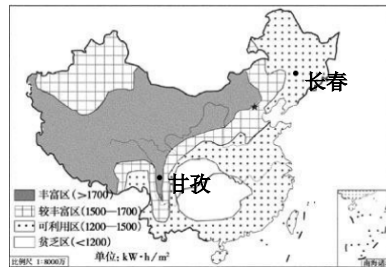 长春
甘孜
丰富区(>1700)
较丰富区(1500—1700)
可利用区(1200—1500)
贫乏区(<1200)
比例尺 1:8000万
单位:kW·h/m²
南海诸岛